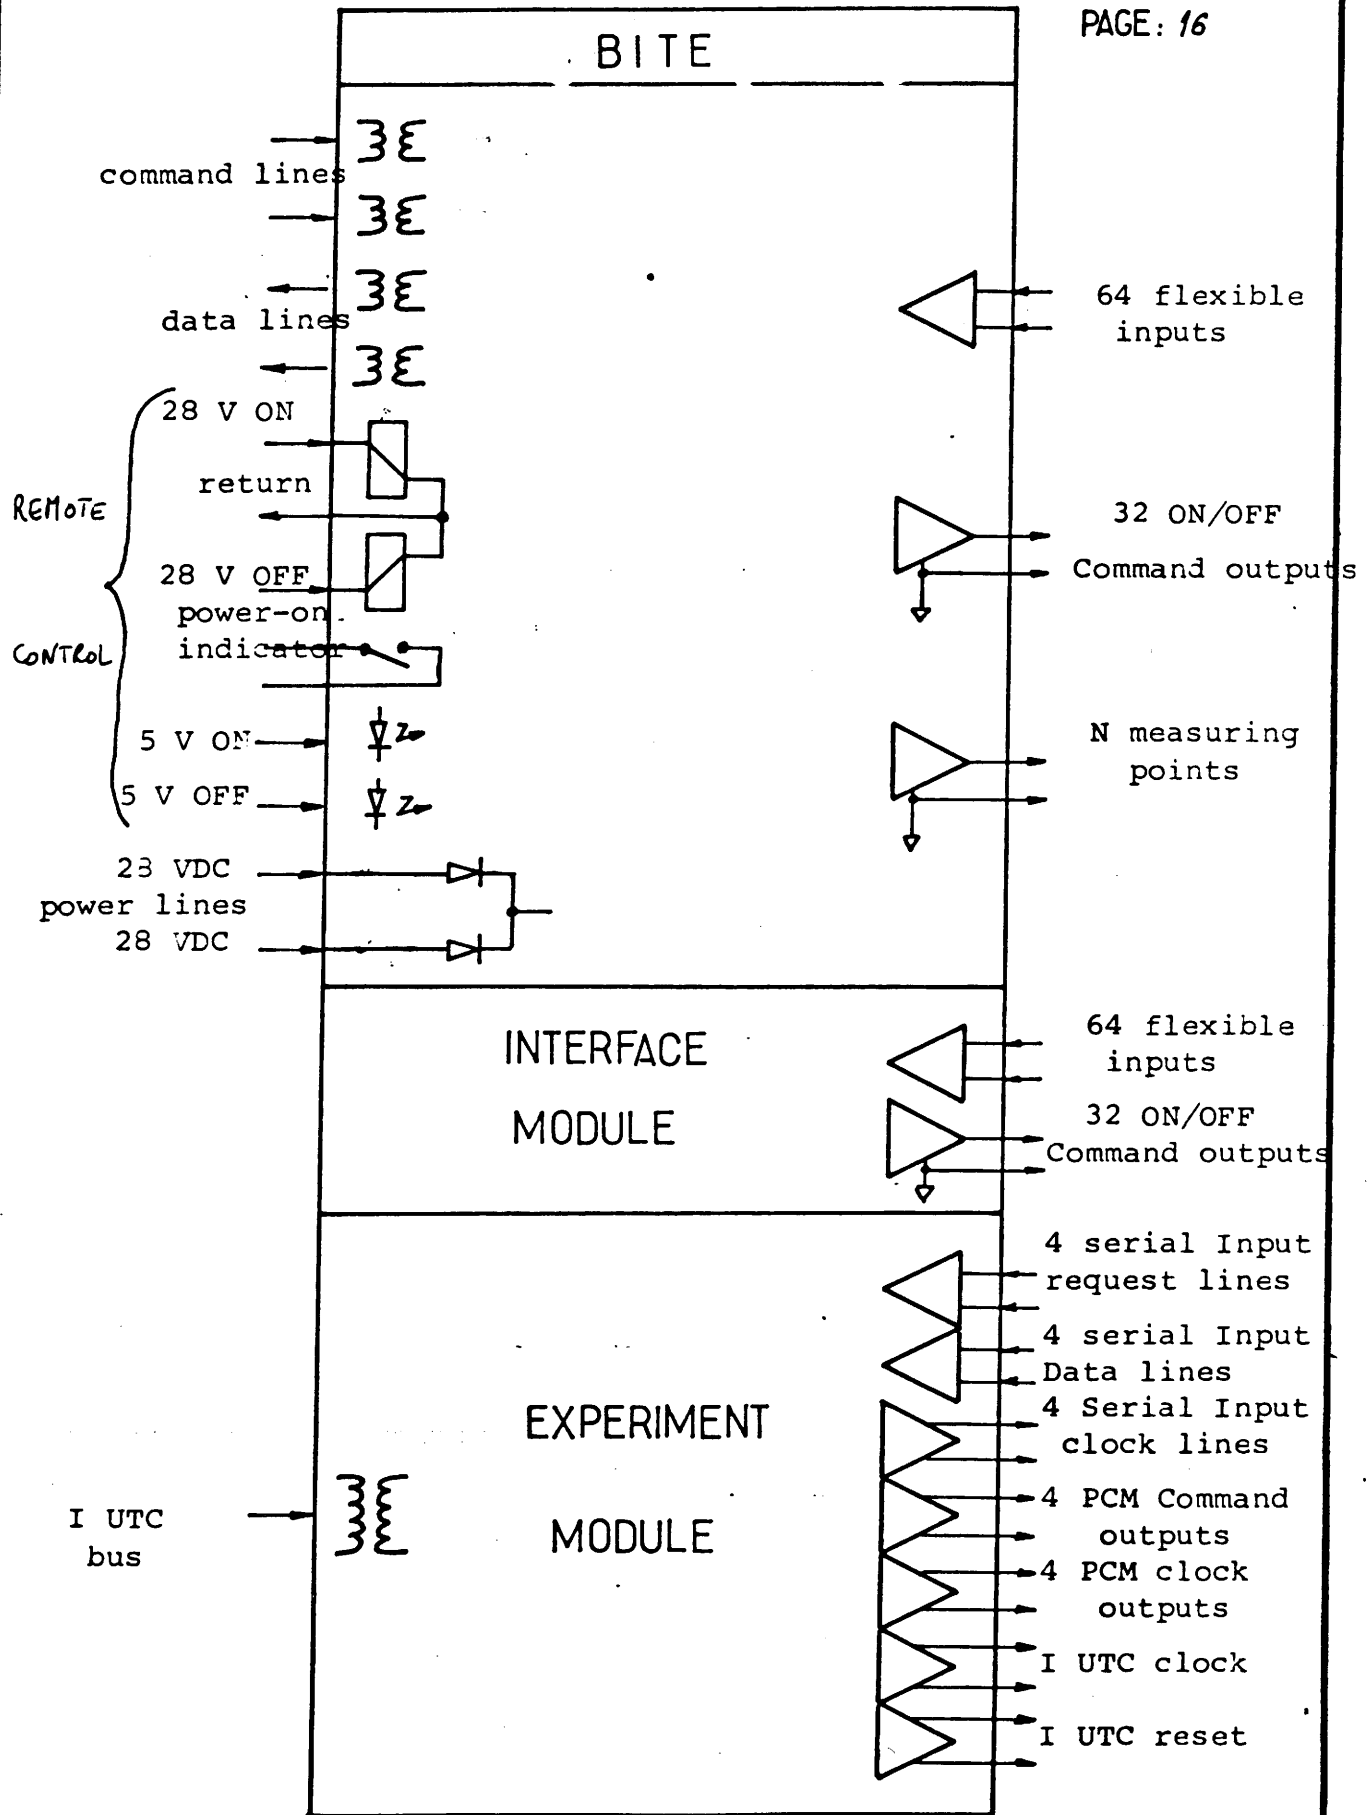 PAGE: 16
BITE
command lines
data lines
28 V ON
return
REMOTE
28 V OFF
power-on
indicator
CONTROL
5 V ON
5 V OFF
28 VDC
power lines
28 VDC
64 flexible
inputs
32 ON/OFF
Command outputs
N measuring
points
INTERFACE
MODULE
64 flexible
inputs
32 ON/OFF
Command outputs
EXPERIMENT
MODULE
I UTC
bus
4 serial Input
request lines
4 serial Input
Data lines
4 Serial Input
clock lines
4 PCM Command
outputs
4 PCM clock
outputs
I UTC clock
I UTC reset